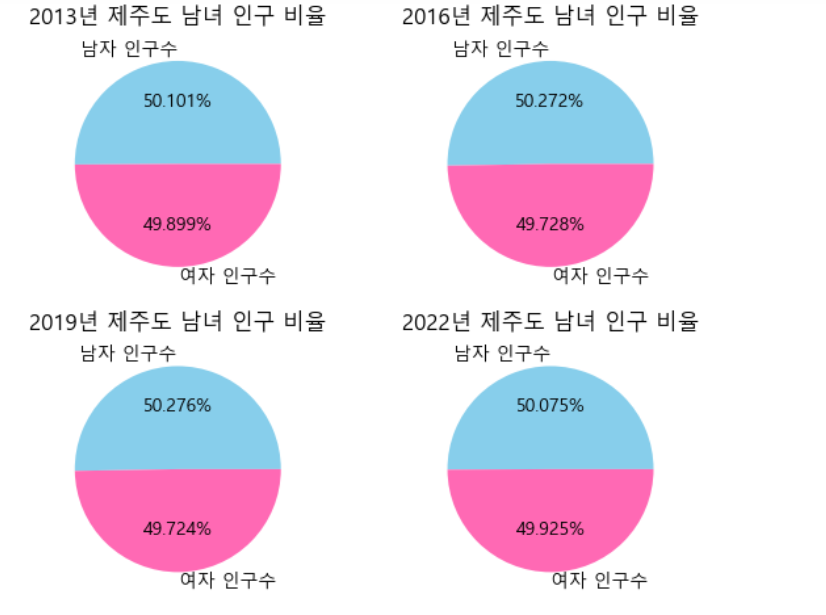 2013년 제주도 남녀 인구 비율
남자 인구수
50.101%
49.899%
여자 인구수
2016년 제주도 남녀 인구 비율
남자 인구수
50.272%
49.728%
여자 인구수
2019년 제주도 남녀 인구 비율
남자 인구수
50.276%
49.724%
여자 인구수
2022년 제주도 남녀 인구 비율
남자 인구수
50.075%
49.925%
여자 인구수